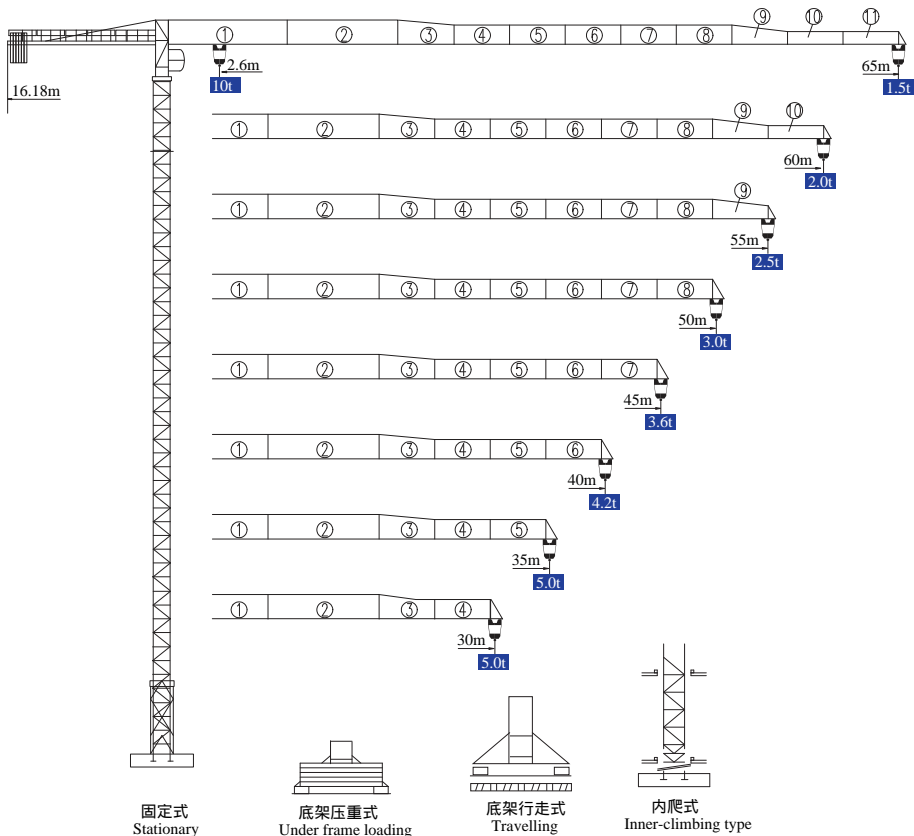 ⑨ ⑩ ⑪
① ② ③ ④ ⑤ ⑥ ⑦ ⑧
2.6m 65m
10t 1.5t
16.18m
⑨ ⑩
① ② ③ ④ ⑤ ⑥ ⑦ ⑧
60m
2.0t
⑨
① ② ③ ④ ⑤ ⑥ ⑦ ⑧
55m
2.5t
① ② ③ ④ ⑤ ⑥ ⑦ ⑧
50m
3.0t
① ② ③ ④ ⑤ ⑥ ⑦
45m
3.6t
① ② ③ ④ ⑤ ⑥
40m
4.2t
① ② ③ ④ ⑤
35m
5.0t
① ② ③ ④
30m
5.0t
固定式
Stationary
底架压重式
Under frame loading
底架行走式
Travelling
内爬式
Inner-climbing type